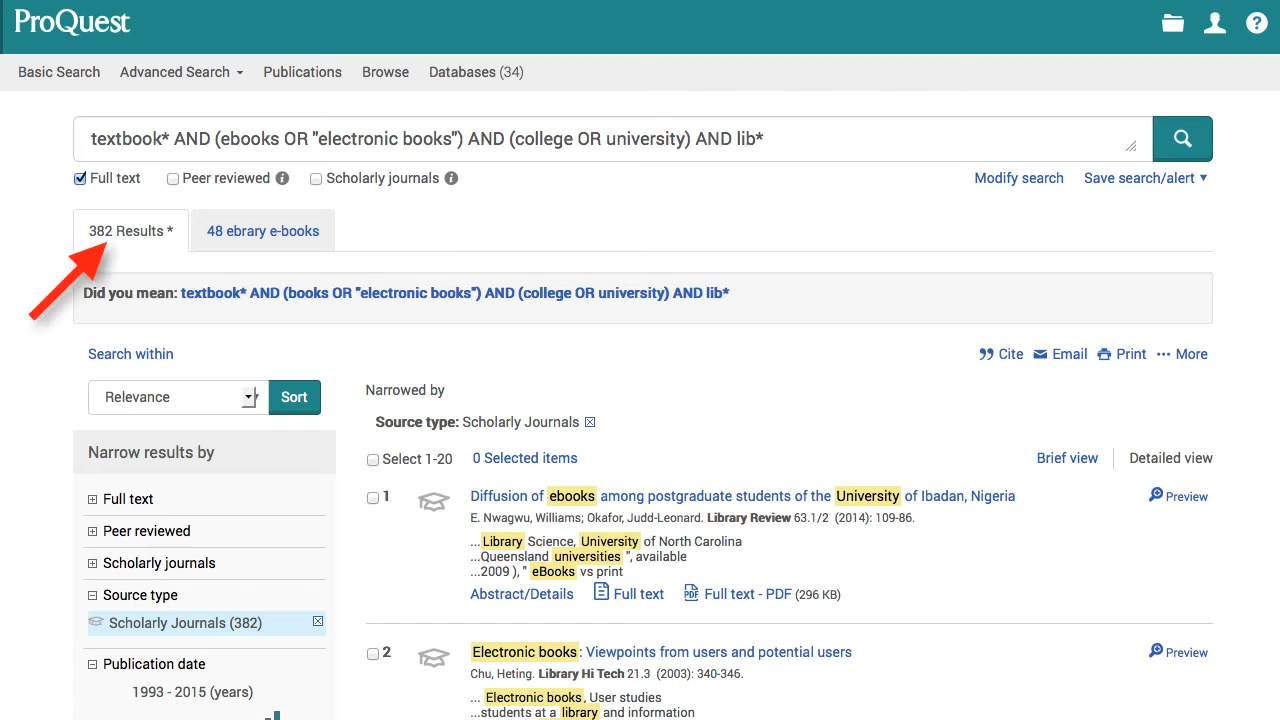 ProQuest
Basic Search Advanced Search Publications Browse Databases (34)
textbook* AND (ebooks OR "electronic books") AND (college OR university) AND lib*
Full text Peer reviewed Scholarly journals Modify search Save search/alert
382 Results * 48 ebrary e-books
Did you mean: textbook* AND (books OR "electronic books") AND (college OR university) AND lib*
Search within Cite Email Print More
Relevance Sort
Narrowed by
Source type: Scholarly Journals
Narrow results by
Select 1-20 0 Selected items Brief view Detailed view
Full text
Peer reviewed
Scholarly journals
Source type
Scholarly Journals (382)
Publication date
1993 - 2015 (years)
1 Diffusion of ebooks among postgraduate students of the University of Ibadan, Nigeria Preview
E. Nwagwu, Williams; Okafor, Judd-Leonard. Library Review 63.1/2 (2014): 109-86.
...Library Science, University of North Carolina
...Queensland universities ", available
...2009 ), " eBooks vs print
Abstract/Details Full text PDF Full text - PDF (296 KB)
2 Electronic books: Viewpoints from users and potential users Preview
Chu, Heting. Library Hi Tech 21.3 (2003): 340-346.
... Electronic books, User studies
...students at a library and information